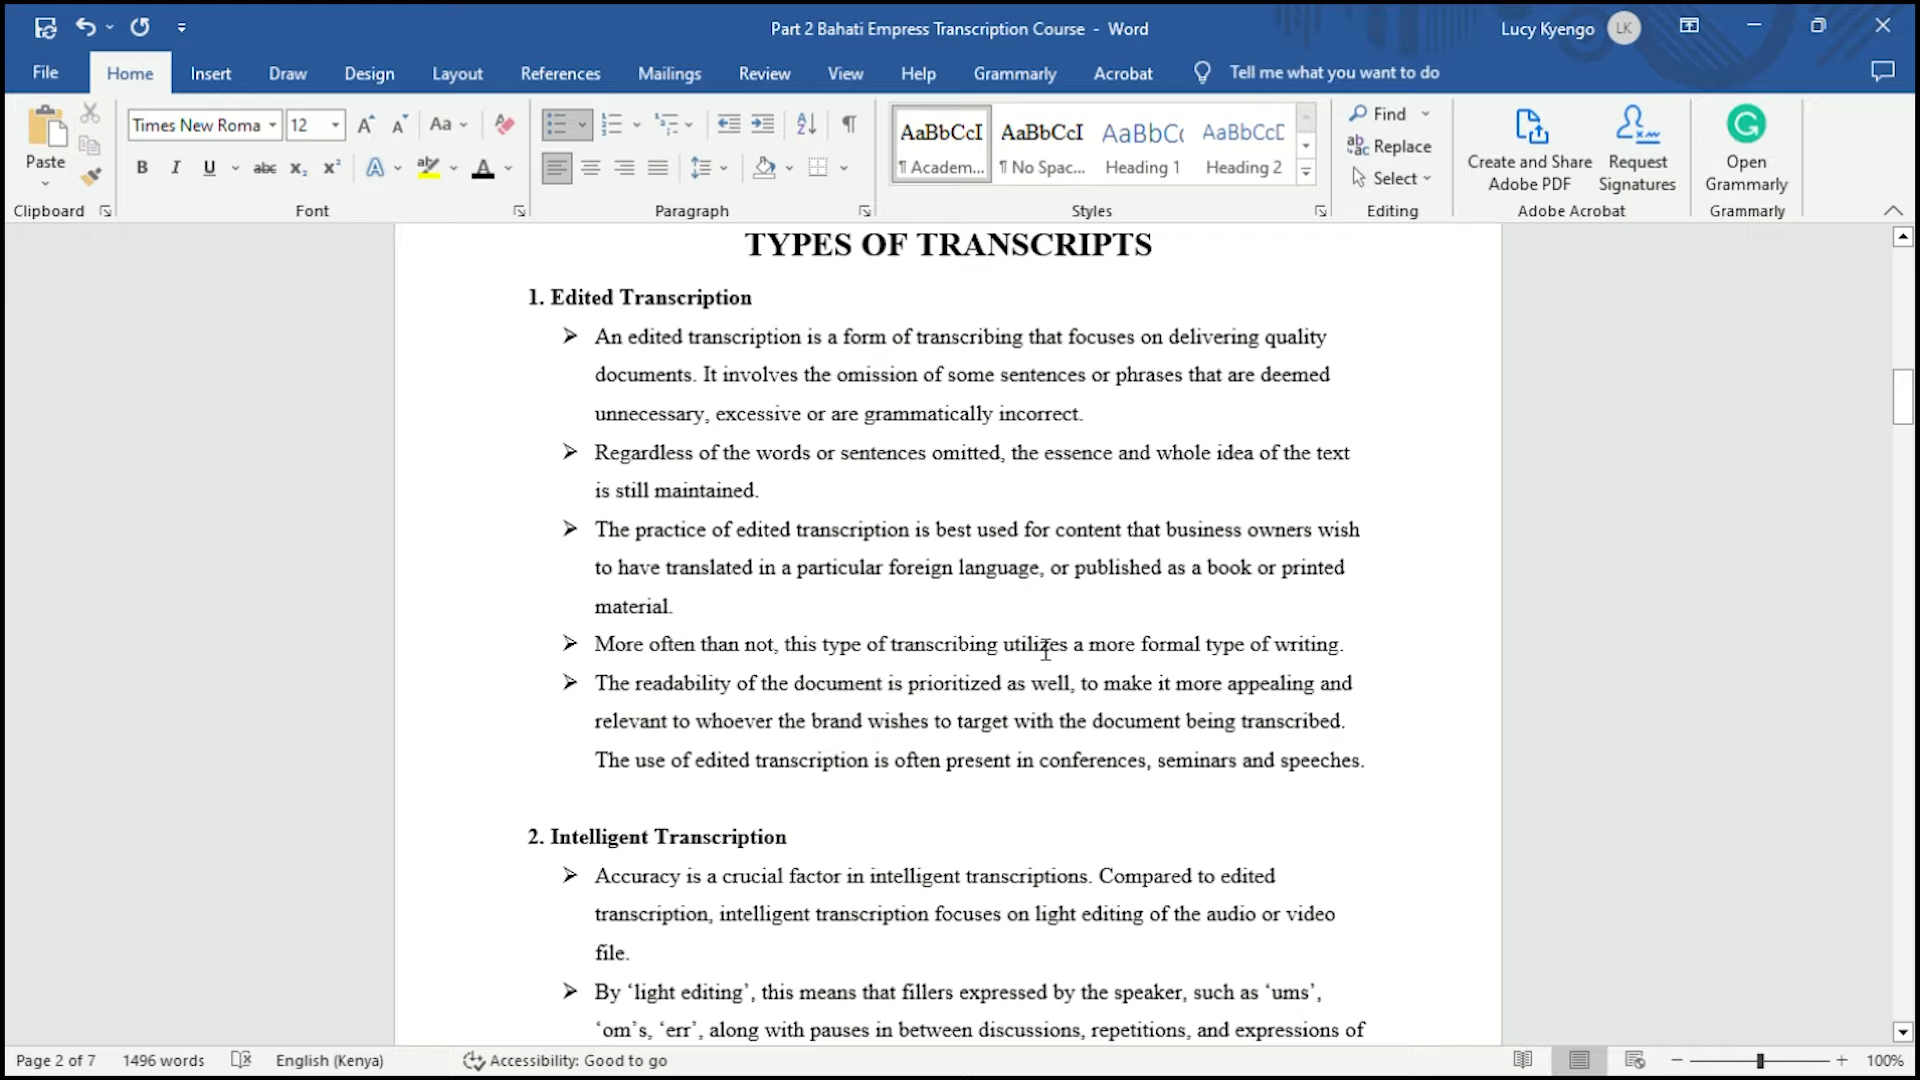 Part 2 Bahati Empress Transcription Course - Word
Lucy Kyengo
LK
File
Home
Insert
Draw
Design
Layout
References
Mailings
Review
View
Help
Grammarly
Acrobat
Tell me what you want to do
Paste
Clipboard
Times New Roma
12
Aa
B I U abc x₂ x²
A
Font
Paragraph
AaBbCcI
¶ Academ...
AaBbCcI
¶ No Spac...
AaBbC(
Heading 1
AaBbCcC
Heading 2
Styles
Find
Replace
Select
Editing
Create and Share
Adobe PDF
Request
Signatures
Adobe Acrobat
Open
Grammarly
Grammarly
TYPES OF TRANSCRIPTS
1. Edited Transcription
An edited transcription is a form of transcribing that focuses on delivering quality
documents. It involves the omission of some sentences or phrases that are deemed
unnecessary, excessive or are grammatically incorrect.
Regardless of the words or sentences omitted, the essence and whole idea of the text
is still maintained.
The practice of edited transcription is best used for content that business owners wish
to have translated in a particular foreign language, or published as a book or printed
material.
More often than not, this type of transcribing utilizes a more formal type of writing.
The readability of the document is prioritized as well, to make it more appealing and
relevant to whoever the brand wishes to target with the document being transcribed.
The use of edited transcription is often present in conferences, seminars and speeches.
2. Intelligent Transcription
Accuracy is a crucial factor in intelligent transcriptions. Compared to edited
transcription, intelligent transcription focuses on light editing of the audio or video
file.
By ‘light editing’, this means that fillers expressed by the speaker, such as ‘ums’,
‘om’s, ‘err’, along with pauses in between discussions, repetitions, and expressions of
Page 2 of 7
1496 words
English (Kenya)
Accessibility: Good to go
100%